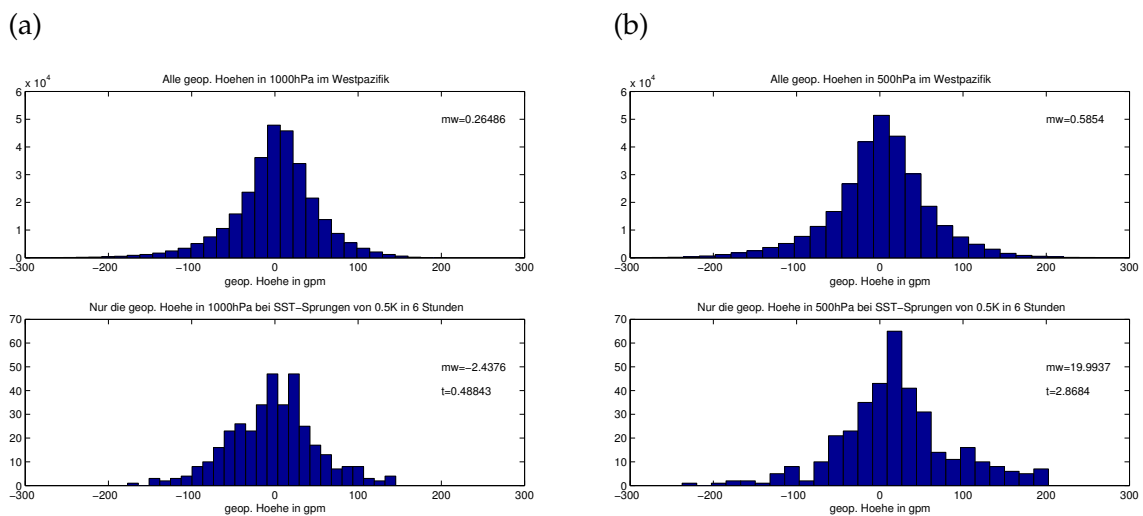 (a)
(b)
Alle geop. Hoehen in 1000hPa im Westpazifik
x 10^4
6
5
4
3
2
1
0
mw=0.26486
−300 −200 −100 0 100 200 300
geop. Hoehe in gpm
Alle geop. Hoehen in 500hPa im Westpazifik
x 10^4
6
5
4
3
2
1
0
mw=0.5854
−300 −200 −100 0 100 200 300
geop. Hoehe in gpm
Nur die geop. Hoehe in 1000hPa bei SST−Sprungen von 0.5K in 6 Stunden
70
60
50
40
30
20
10
0
mw=−2.4376
t=0.48843
−300 −200 −100 0 100 200 300
geop. Hoehe in gpm
Nur die geop. Hoehe in 500hPa bei SST−Sprungen von 0.5K in 6 Stunden
70
60
50
40
30
20
10
0
mw=19.9937
t=2.8684
−300 −200 −100 0 100 200 300
geop. Hoehe in gpm